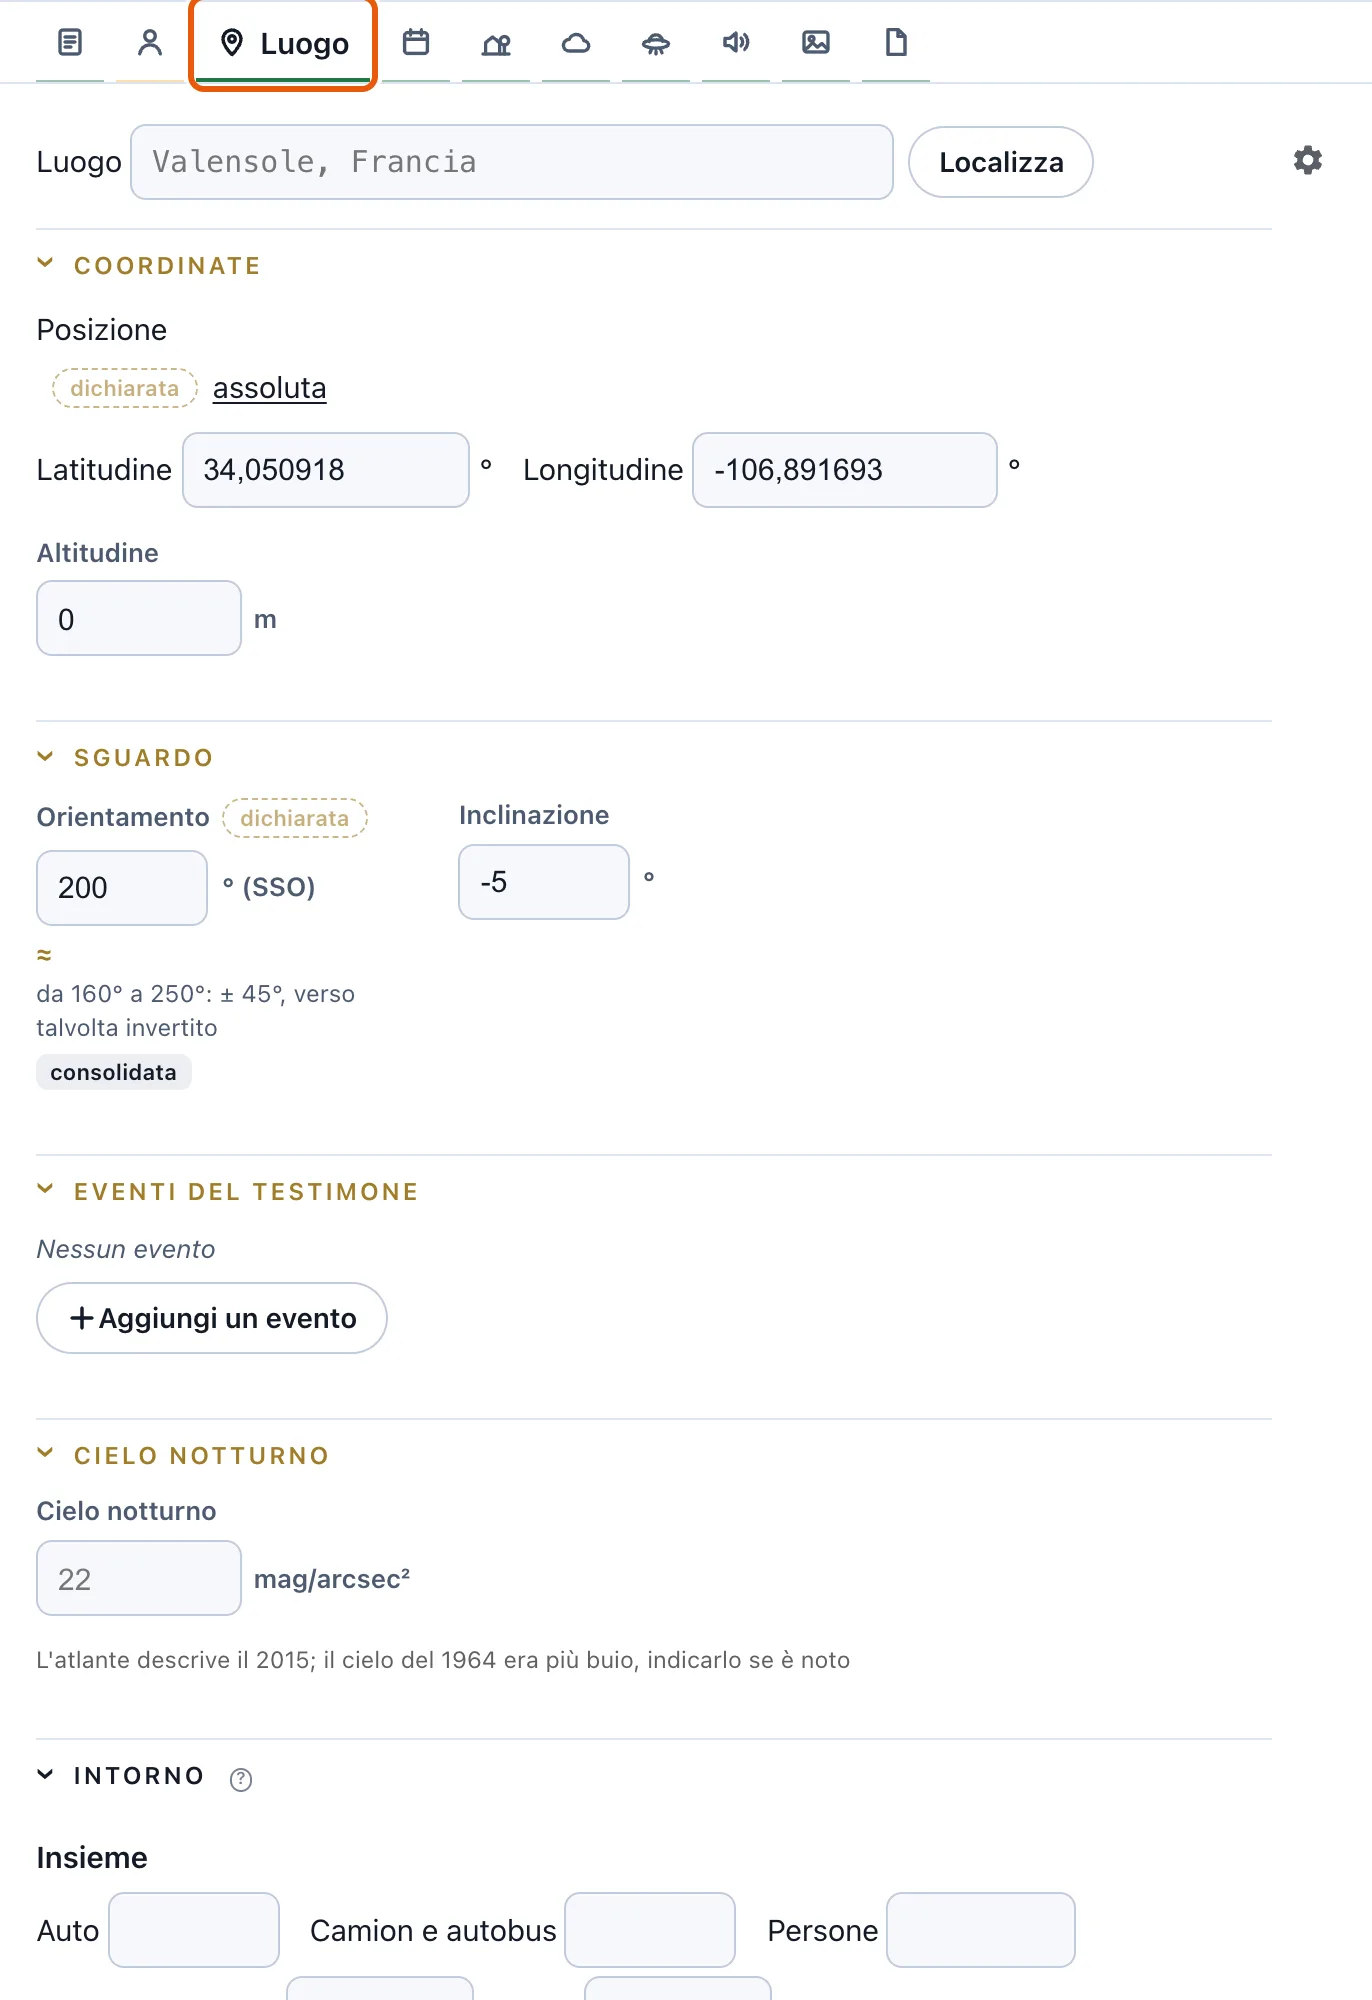 Luogo
Luogo Valensole, Francia Localizza
COORDINATE
Posizione
dichiarata assoluta
Latitudine 34,050918 ° Longitudine -106,891693 °
Altitudine
0 m
SGUARDO
Orientamento dichiarata Inclinazione
200 ° (SSO) -5 °
≈
da 160° a 250°: ± 45°, verso
talvolta invertito
consolidata
EVENTI DEL TESTIMONE
Nessun evento
+Aggiungi un evento
CIELO NOTTURNO
Cielo notturno
22 mag/arcsec²
L'atlante descrive il 2015; il cielo del 1964 era più buio, indicarlo se è noto
INTORNO ?
Insieme
Auto Camion e autobus Persone